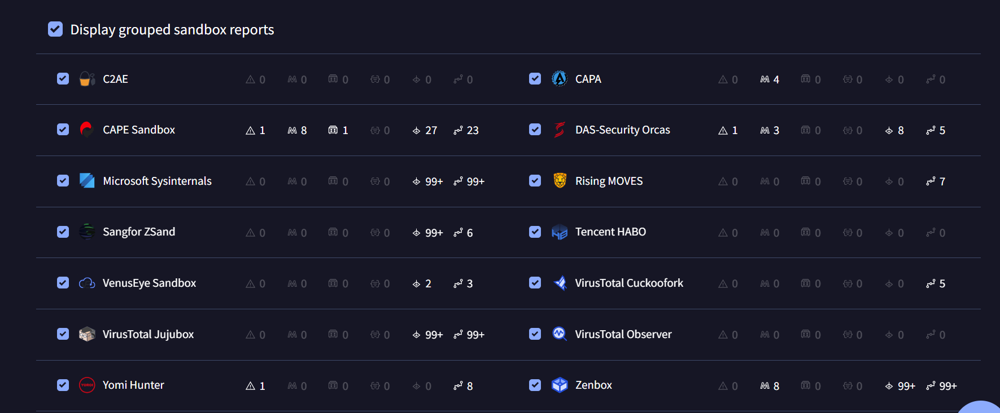 Display grouped sandbox reports
C2AE 0 0 0 0 0 0
CAPA 0 4 0 0 0 0
CAPE Sandbox 1 8 1 0 27 23
DAS-Security Orcas 1 3 0 0 8 5
Microsoft Sysinternals 0 0 0 0 99+ 99+
Rising MOVES 0 0 0 0 0 7
Sangfor ZSand 0 0 0 0 99+ 6
Tencent HABO 0 0 0 0 0 0
VenusEye Sandbox 0 0 0 0 2 3
VirusTotal Cuckoofork 0 0 0 0 0 5
VirusTotal Jujubox 0 0 0 0 99+ 99+
VirusTotal Observer 0 0 0 0 0 0
Yomi Hunter 1 0 0 0 0 8
Zenbox 0 8 0 0 99+ 99+